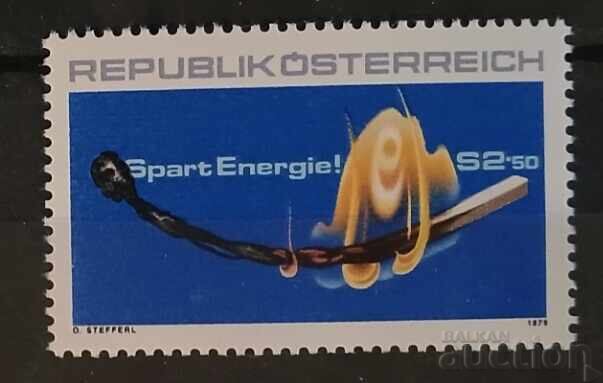 REPUBLIK ÖSTERREICH
Spart Energie! S2·50
O. STEFFERL 1979
BALKAN
auction